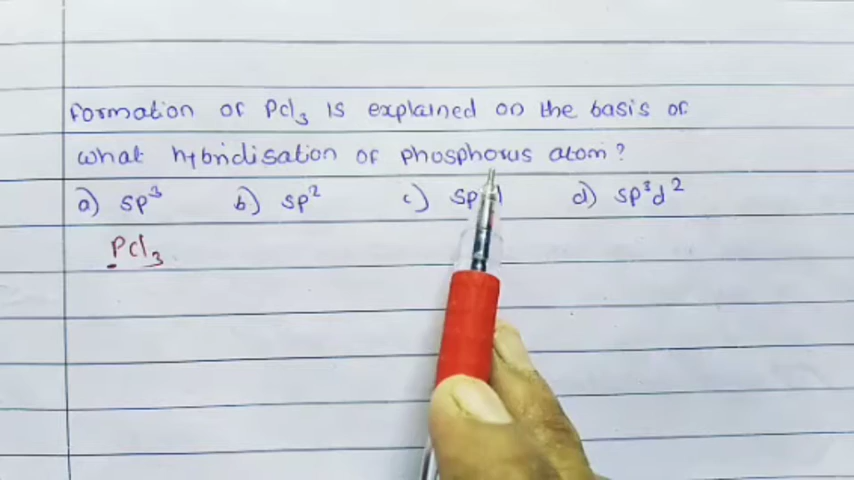 Formation of Pcl3 is explained on the basis of
what hybridisation of phosphorus atom?
a) sp³ b) sp² c) d) sp³d²
Pcl3